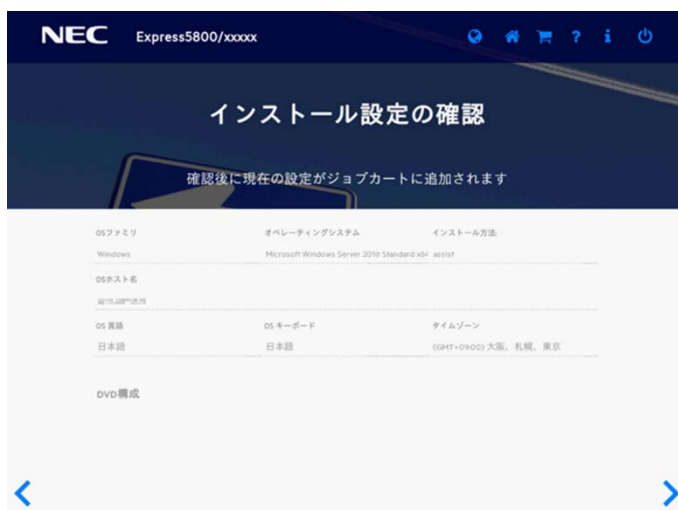 NEC Express5800/xxxxx
インストール設定の確認
確認後に現在の設定がジョブカートに追加されます
OSファミリ オペレーティングシステム インストール方法:
Windows Microsoft Windows Server 2016 Standard x64 assist
OSホスト名
OS 言語 OS キーボード タイムゾーン
日本語 日本語 (GMT+09:00) 大阪、札幌、東京
DVD構成